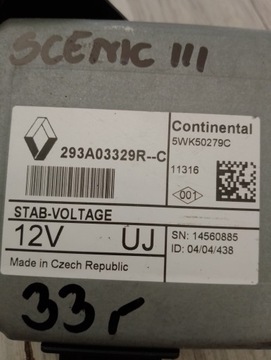 SCENIC III
Continental
5WK50279C
293A03329R--C
11316
001
STAB-VOLTAGE
12V UJ
SN: 14560885
ID: 04/04/438
Made in Czech Republic
33r